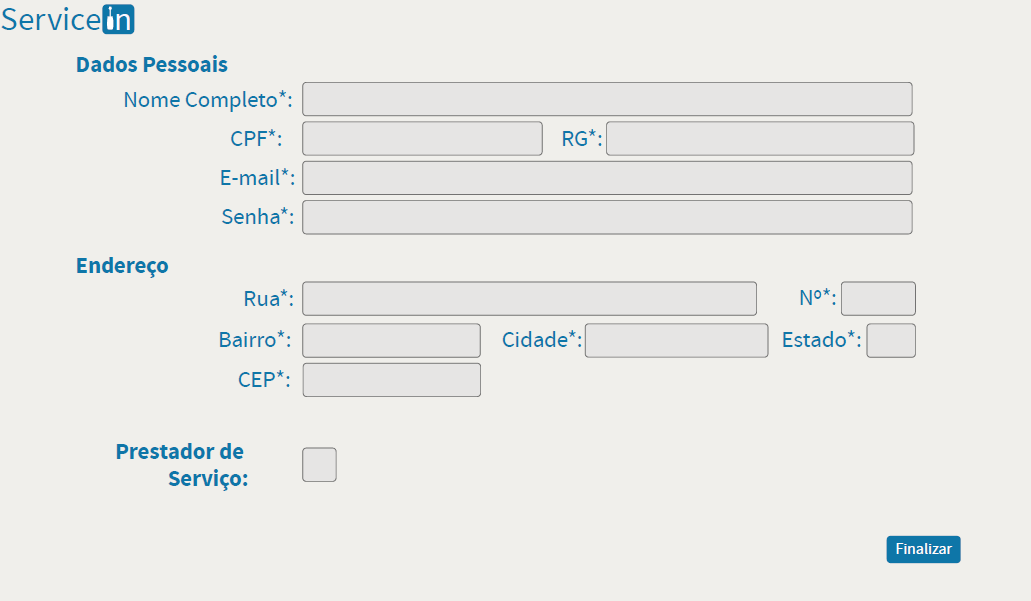 Servicein
Dados Pessoais
Nome Completo*:
CPF*: RG*:
E-mail*:
Senha*:
Endereço
Rua*: Nº*:
Bairro*: Cidade*: Estado*:
CEP*:
Prestador de
Serviço:
Finalizar